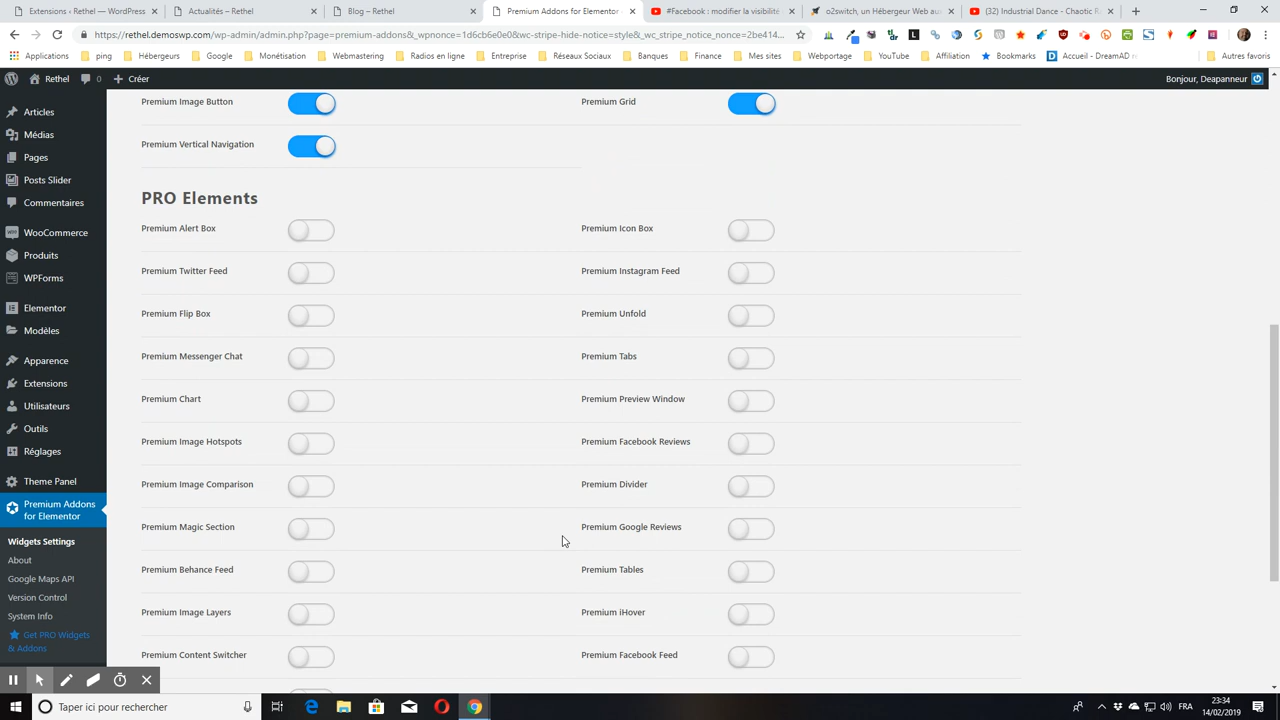 Extensions ‹ Rethel — WordPress
Actualités – Rethel
Blog – Rethel
Premium Addons for Elementor
#Facebook : modifier la visibilité
o2switch, un Hébergeur Web au
(32) Industrial Dance - Chaotic R
https://rethel.demoswp.com/wp-admin/admin.php?page=premium-addons&_wpnonce=1d6cb6e0e0&wc-stripe-hide-notice=style&_wc_stripe_notice_nonce=2be414...
Applications
ping
Hébergeurs
Google
Monétisation
Webmastering
Radios en ligne
Entreprise
Réseaux Sociaux
Banques
Finance
Mes sites
Webportage
YouTube
Affiliation
Bookmarks
Accueil - DreamAD re
Autres favoris
Rethel
0
Créer
Bonjour, Deapanneur
Articles
Médias
Pages
Posts Slider
Commentaires
WooCommerce
Produits
WPForms
Elementor
Modèles
Apparence
Extensions
Utilisateurs
Outils
Réglages
Theme Panel
Premium Addons
for Elementor
Widgets Settings
About
Google Maps API
Version Control
System Info
Get PRO Widgets
& Addons
Premium Image Button
Premium Grid
Premium Vertical Navigation
PRO Elements
Premium Alert Box
Premium Icon Box
Premium Twitter Feed
Premium Instagram Feed
Premium Flip Box
Premium Unfold
Premium Messenger Chat
Premium Tabs
Premium Chart
Premium Preview Window
Premium Image Hotspots
Premium Facebook Reviews
Premium Image Comparison
Premium Divider
Premium Magic Section
Premium Google Reviews
Premium Behance Feed
Premium Tables
Premium Image Layers
Premium iHover
Premium Content Switcher
Premium Facebook Feed
Taper ici pour rechercher
FRA
23:34
14/02/2019